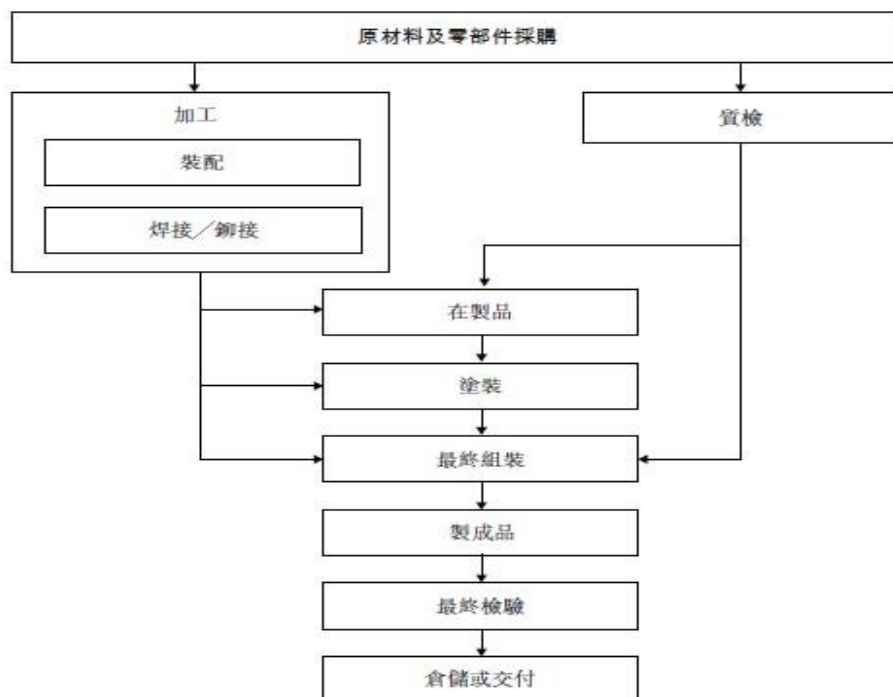 原材料及零部件採購
加工
質檢
裝配
焊接／鉚接
在製品
塗裝
最終組裝
製成品
最終檢驗
倉儲或交付